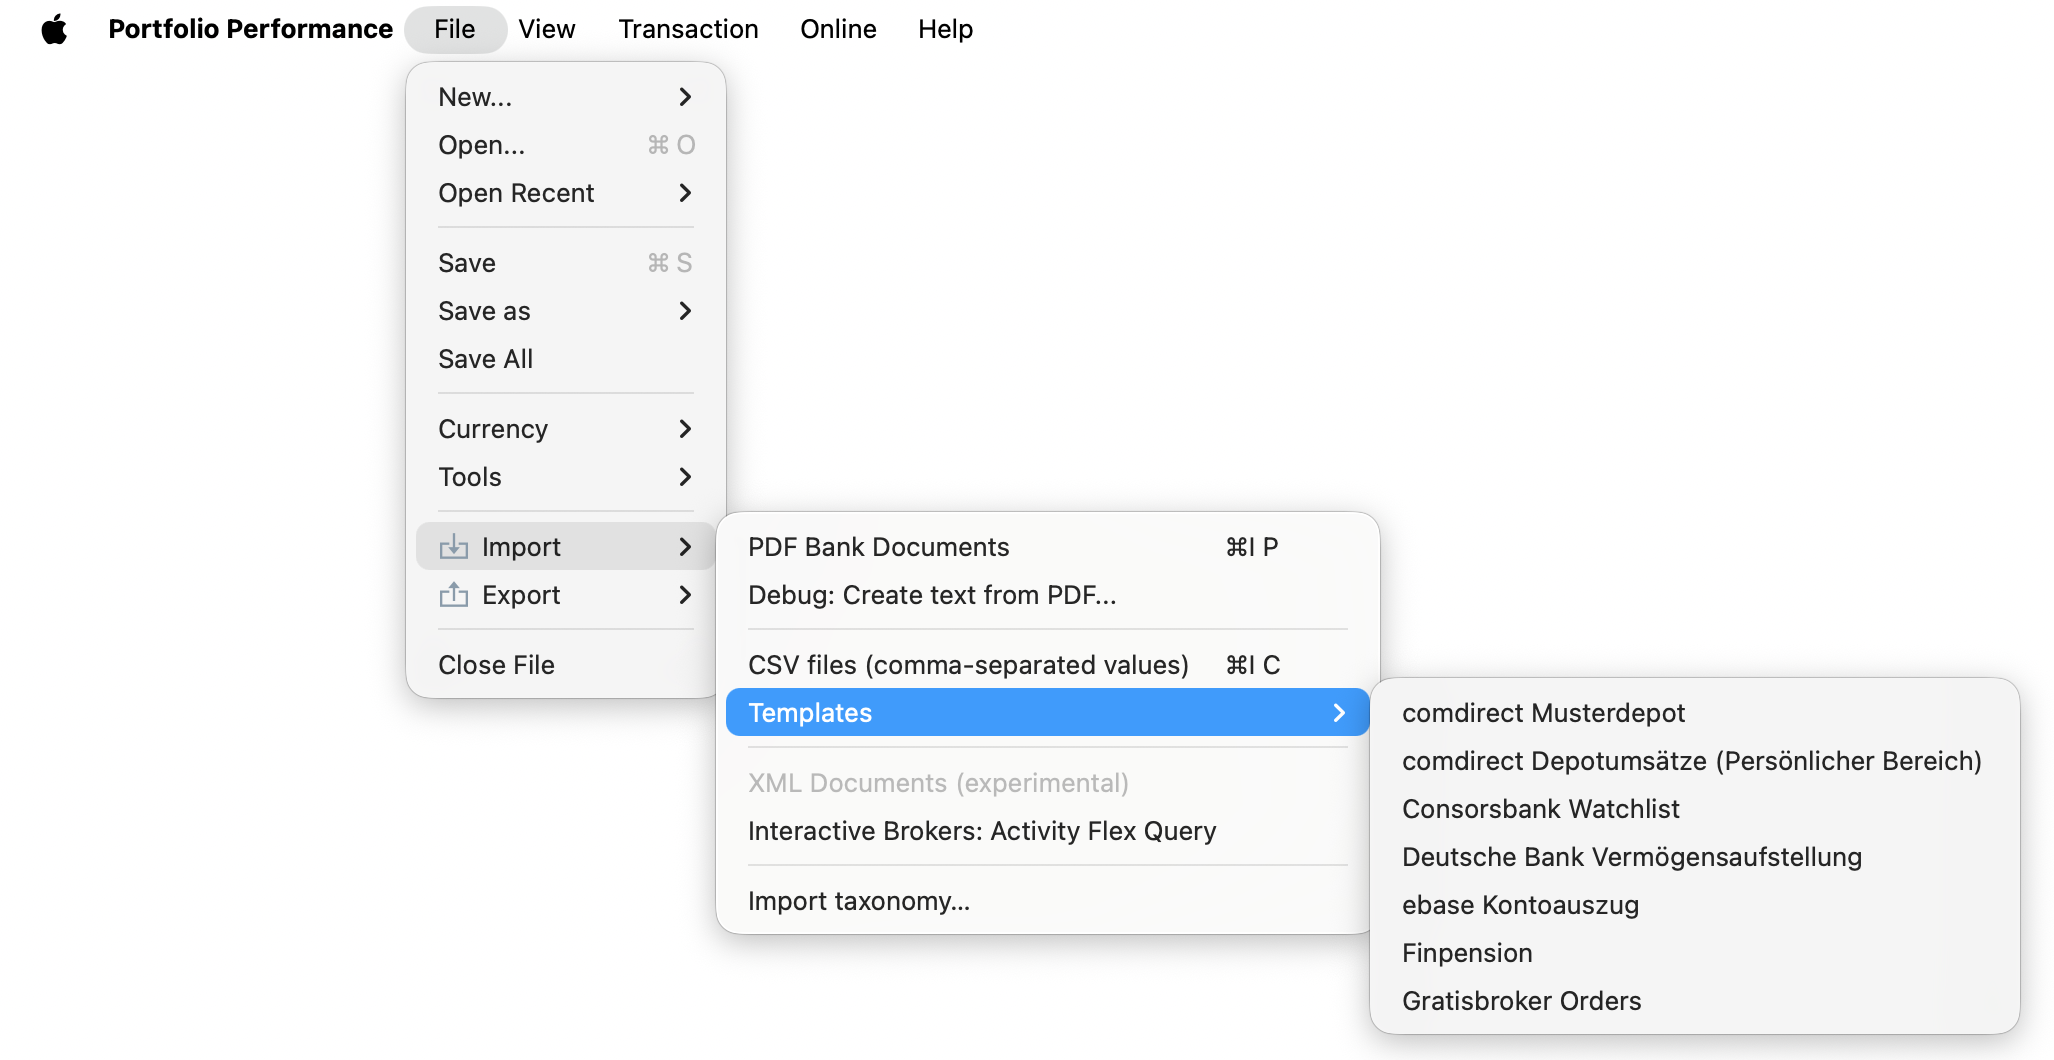 Portfolio Performance File View Transaction Online Help
New...
Open... ⌘ O
Open Recent
Save ⌘ S
Save as
Save All
Currency
Tools
Import
Export
Close File
PDF Bank Documents ⌘I P
Debug: Create text from PDF...
CSV files (comma-separated values) ⌘I C
Templates
XML Documents (experimental)
Interactive Brokers: Activity Flex Query
Import taxonomy...
comdirect Musterdepot
comdirect Depotumsätze (Persönlicher Bereich)
Consorsbank Watchlist
Deutsche Bank Vermögensaufstellung
ebase Kontoauszug
Finpension
Gratisbroker Orders